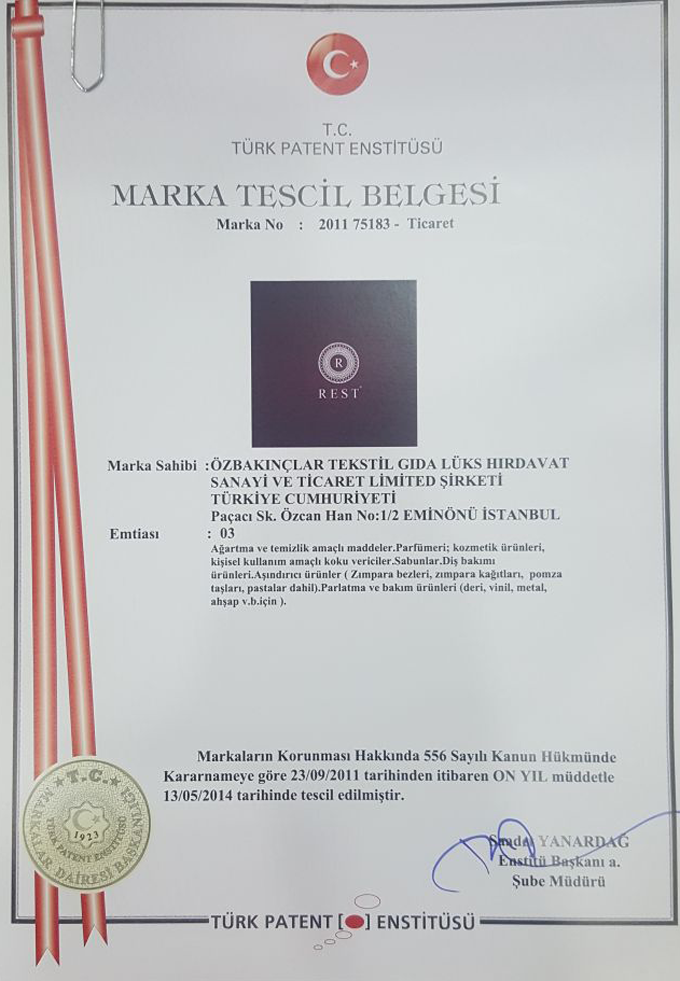 T.C.
TÜRK PATENT ENSTİTÜSÜ
MARKA TESCİL BELGESİ
Marka No : 2011 75183 - Ticaret
R
REST
Marka Sahibi :ÖZBAKINÇLAR TEKSTİL GIDA LÜKS HIRDAVAT
SANAYİ VE TİCARET LİMİTED ŞİRKETİ
TÜRKİYE CUMHURİYETİ
Paçacı Sk. Özcan Han No:1/2 EMİNÖNÜ İSTANBUL
Emtiası : 03
Ağartma ve temizlik amaçlı maddeler.Parfümeri; kozmetik ürünleri,
kişisel kullanım amaçlı koku vericiler.Sabunlar.Diş bakımı
ürünleri.Aşındırıcı ürünler ( Zımpara bezleri, zımpara kağıtları, pomza
taşları, pastalar dahil).Parlatma ve bakım ürünleri (deri, vinil, metal,
ahşap v.b.için ).
Markaların Korunması Hakkında 556 Sayılı Kanun Hükmünde
Kararnameye göre 23/09/2011 tarihinden itibaren ON YIL müddetle
13/05/2014 tarihinde tescil edilmiştir.
YANARDAĞ
Enstitü Başkanı a.
Şube Müdürü
T.C.
MARKALAR DAİRESİ BAŞKANLIĞI
1923
TÜRK PATENT ENSTİTÜSÜ
TÜRK PATENT [ ] ENSTİTÜSÜ